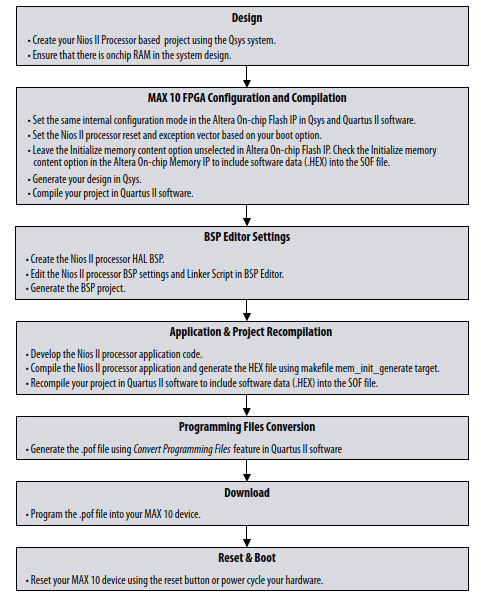 Design
• Create your Nios II Processor based project using the Qsys system.
• Ensure that there is onchip RAM in the system design.
MAX 10 FPGA Configuration and Compilation
• Set the same internal configuration mode in the Altera On-chip Flash IP in Qsys and Quartus II software.
• Set the Nios II processor reset and exception vector based on your boot option.
• Leave the Initialize memory content option unselected in Altera On-chip Flash IP. Check the Initialize memory
content option in the Altera On-chip Memory IP to include software data (.HEX) into the SOF file.
• Generate your design in Qsys.
• Compile your project in Quartus II software.
BSP Editor Settings
• Create the Nios II processor HAL BSP.
• Edit the Nios II processor BSP settings and Linker Script in BSP Editor.
• Generate the BSP project.
Application & Project Recompilation
• Develop the Nios II processor application code.
• Compile the Nios II processor application and generate the HEX file using makefile mem_init_generate target.
• Recompile your project in Quartus II software to include software data (.HEX) into the SOF file.
Programming Files Conversion
• Generate the .pof file using Convert Programming Files feature in Quartus II software
Download
• Program the .pof file into your MAX 10 device.
Reset & Boot
• Reset your MAX 10 device using the reset button or power cycle your hardware.